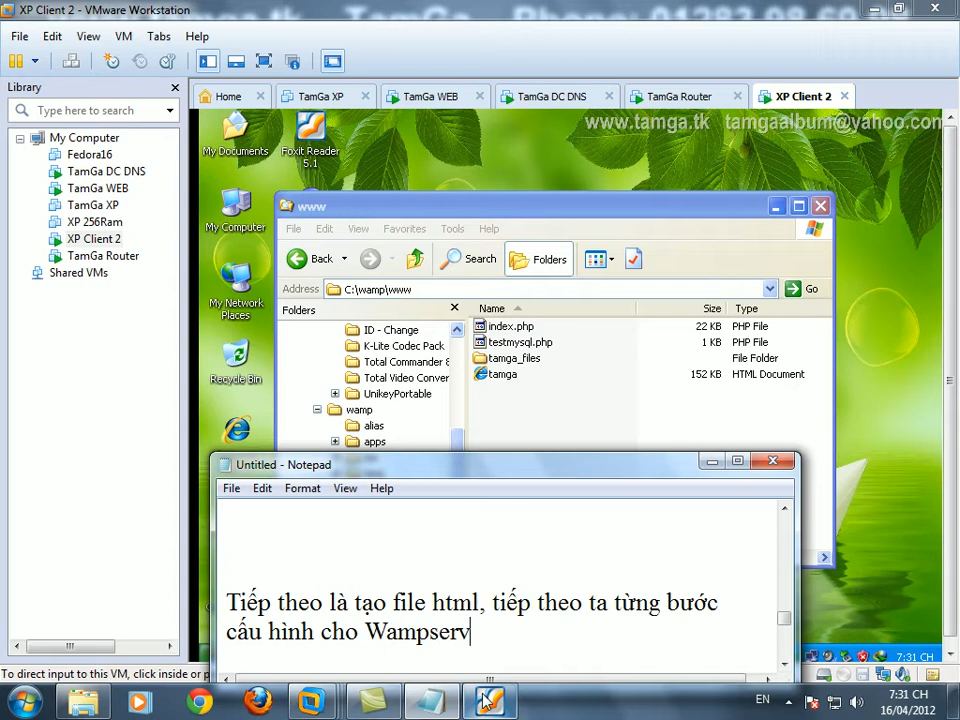 XP Client 2 - VMware Workstation
File Edit View VM Tabs Help
Library
Type here to search
My Computer
Fedora16
TamGa DC DNS
TamGa WEB
TamGa XP
XP 256Ram
XP Client 2
TamGa Router
Shared VMs
Home TamGa XP TamGa WEB TamGa DC DNS TamGa Router XP Client 2
www.tamga.tk tamgaalbum@yahoo.com
My Documents
Foxit Reader 5.1
My Computer
My Network Places
Recycle Bin
www
File Edit View Favorites Tools Help
Back Search Folders
Address C:\wamp\www Go
Folders
ID - Change
K-Lite Codec Pack
Total Commander 8
Total Video Conver
UnikeyPortable
wamp
alias
apps
Name Size Type
index.php 22 KB PHP File
testmysql.php 1 KB PHP File
tamga_files File Folder
tamga 152 KB HTML Document
Untitled - Notepad
File Edit Format View Help
Tiếp theo là tạo file html, tiếp theo ta từng bước
cấu hình cho Wampserv
7:31 CH
To direct input to this VM, click inside or p
EN
7:31 CH
16/04/2012